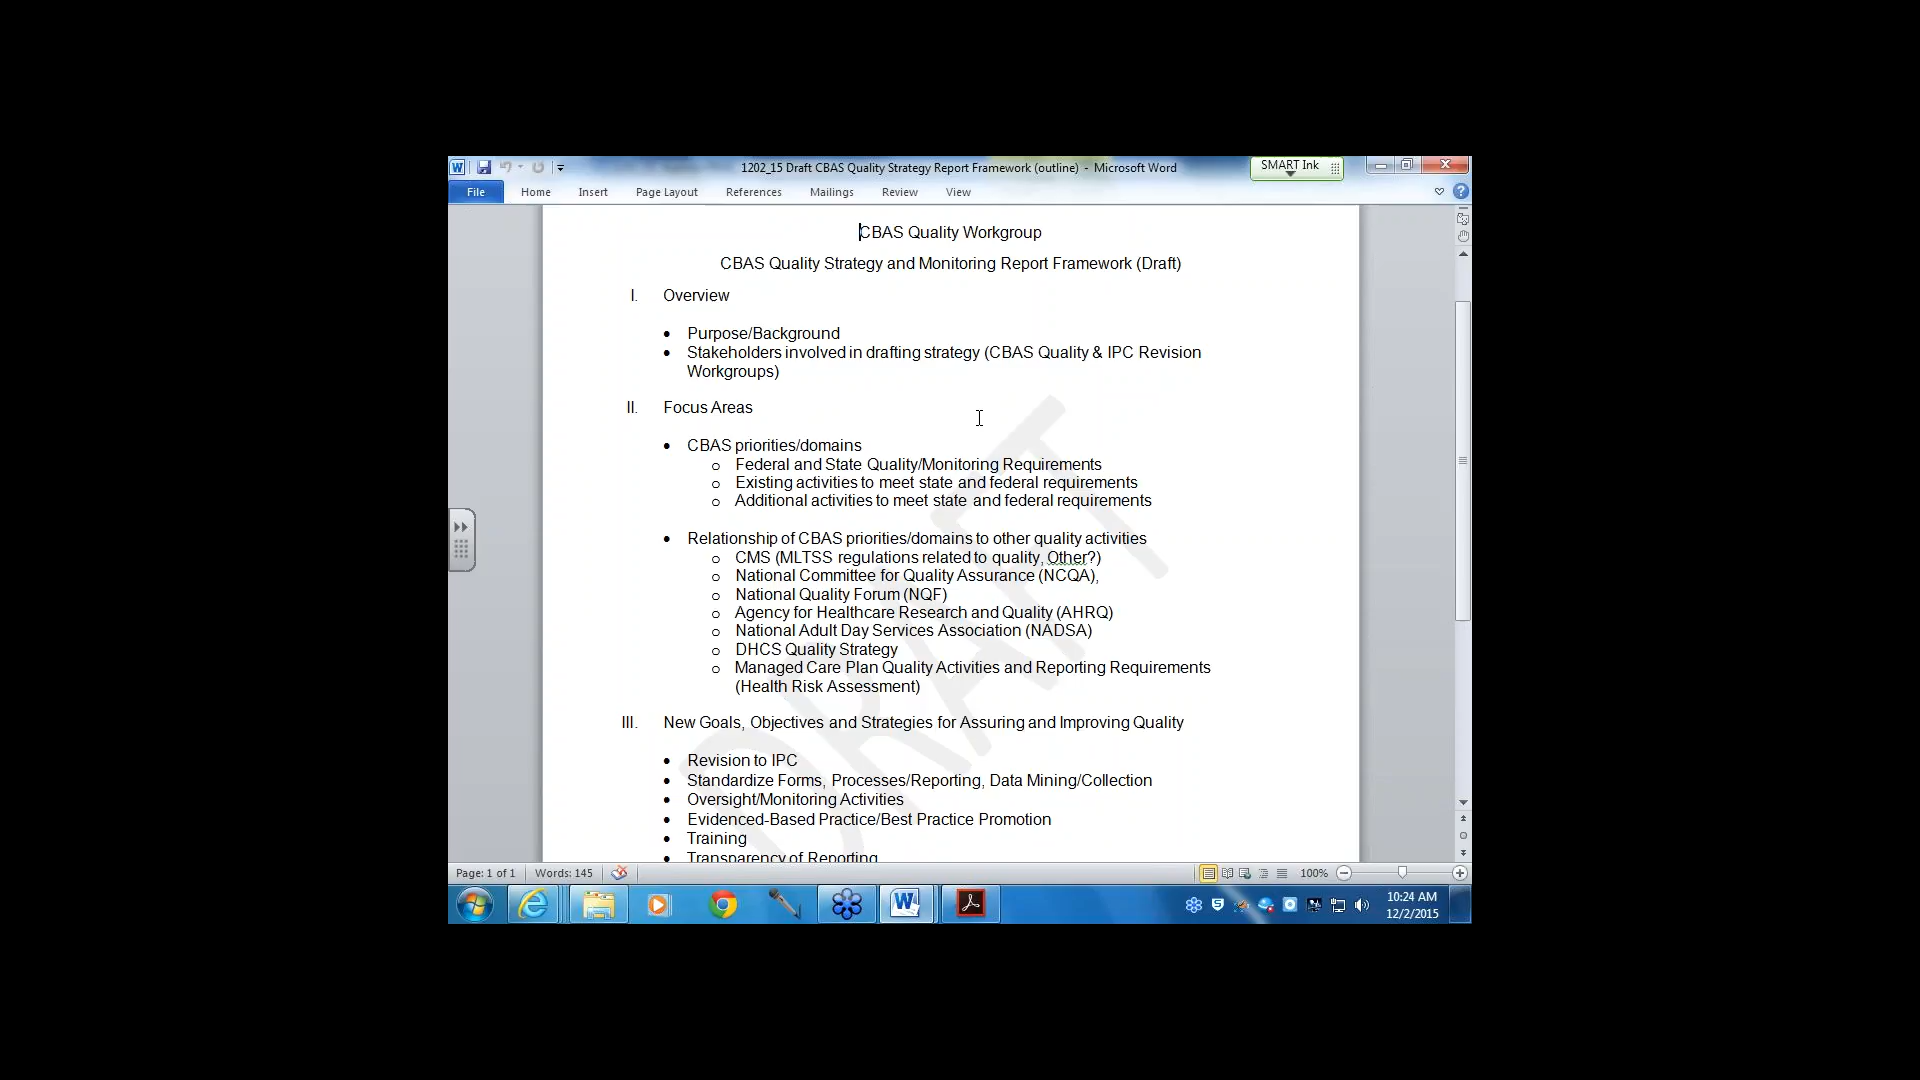 1202_15 Draft CBAS Quality Strategy Report Framework (outline) - Microsoft Word
SMART Ink
File Home Insert Page Layout References Mailings Review View
CBAS Quality Workgroup
CBAS Quality Strategy and Monitoring Report Framework (Draft)
I. Overview
• Purpose/Background
• Stakeholders involved in drafting strategy (CBAS Quality & IPC Revision
Workgroups)
II. Focus Areas
• CBAS priorities/domains
o Federal and State Quality/Monitoring Requirements
o Existing activities to meet state and federal requirements
o Additional activities to meet state and federal requirements
• Relationship of CBAS priorities/domains to other quality activities
o CMS (MLTSS regulations related to quality, Other?)
o National Committee for Quality Assurance (NCQA),
o National Quality Forum (NQF)
o Agency for Healthcare Research and Quality (AHRQ)
o National Adult Day Services Association (NADSA)
o DHCS Quality Strategy
o Managed Care Plan Quality Activities and Reporting Requirements
(Health Risk Assessment)
III. New Goals, Objectives and Strategies for Assuring and Improving Quality
• Revision to IPC
• Standardize Forms, Processes/Reporting, Data Mining/Collection
• Oversight/Monitoring Activities
• Evidenced-Based Practice/Best Practice Promotion
• Training
• Transparency of Reporting
DRAFT
Page: 1 of 1 Words: 145 100%
10:24 AM
12/2/2015